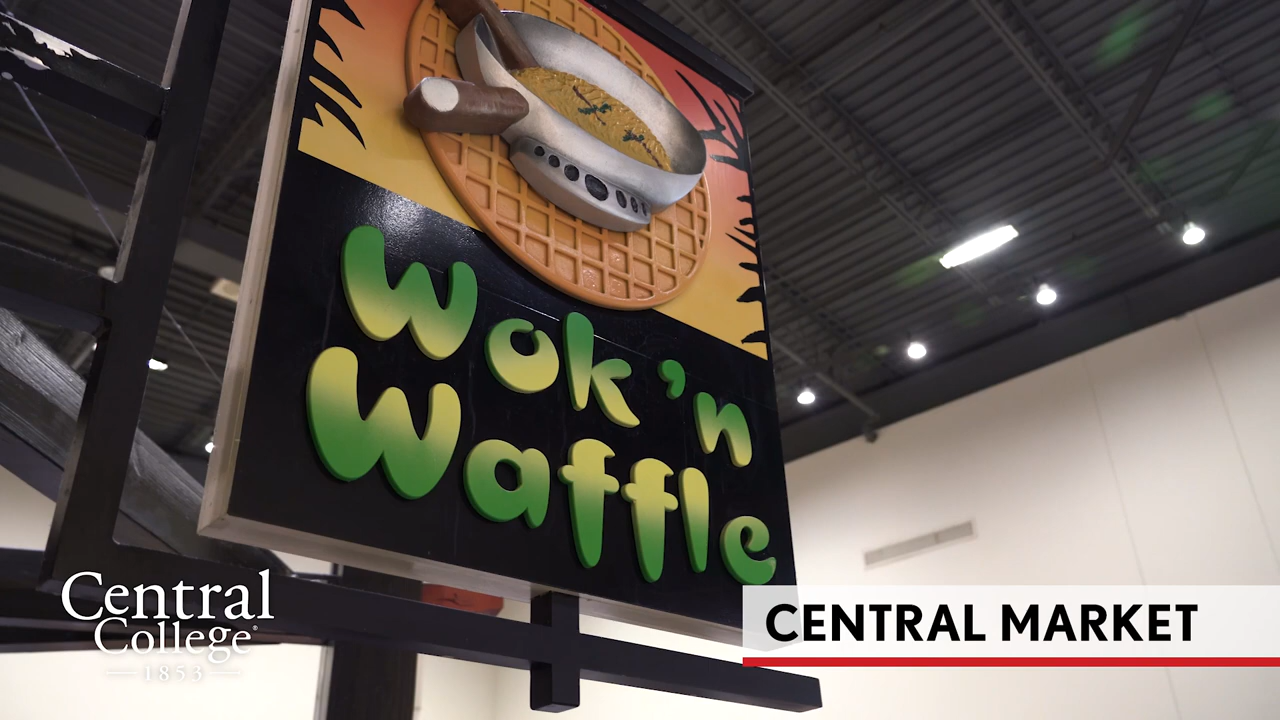 Wok 'n
Waffle
Central
College®
1853
CENTRAL MARKET